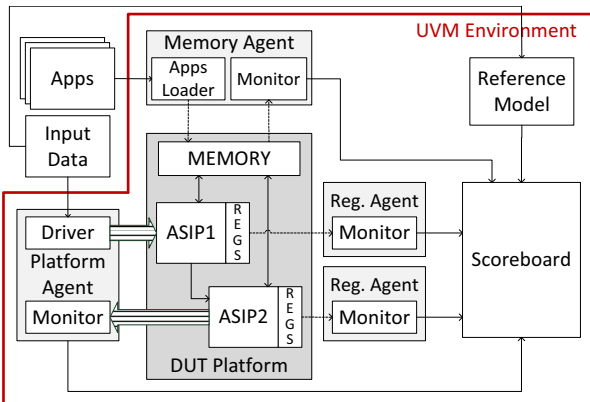 UVM Environment
Memory Agent
Apps
Loader
Monitor
Apps
Reference
Model
Input
Data
MEMORY
Driver
Platform
Agent
Monitor
ASIP1
R
E
G
S
Reg. Agent
Monitor
Scoreboard
ASIP2
R
E
G
S
Reg. Agent
Monitor
DUT Platform